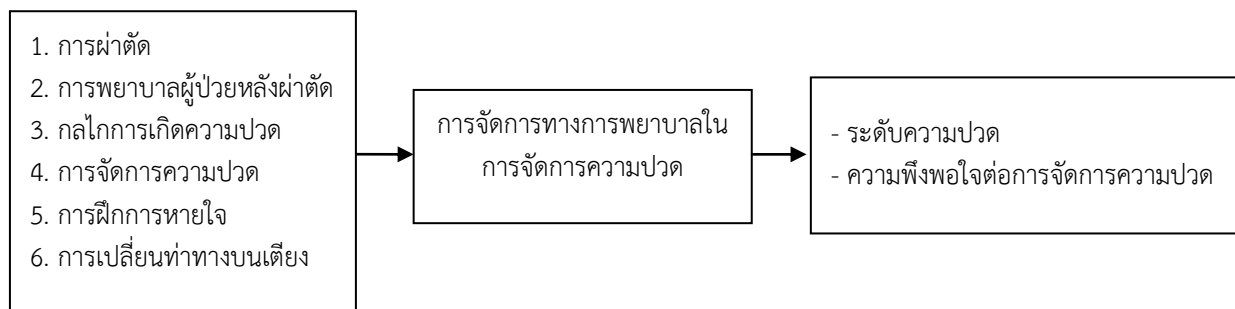 1. การผ่าตัด
2. การพยาบาลผู้ป่วยหลังผ่าตัด
3. กลไกการเกิดความปวด
4. การจัดการความปวด
5. การฝึกการหายใจ
6. การเปลี่ยนท่าทางบนเตียง
การจัดการทางการพยาบาลใน
การจัดการความปวด
- ระดับความปวด
- ความพึงพอใจต่อการจัดการความปวด